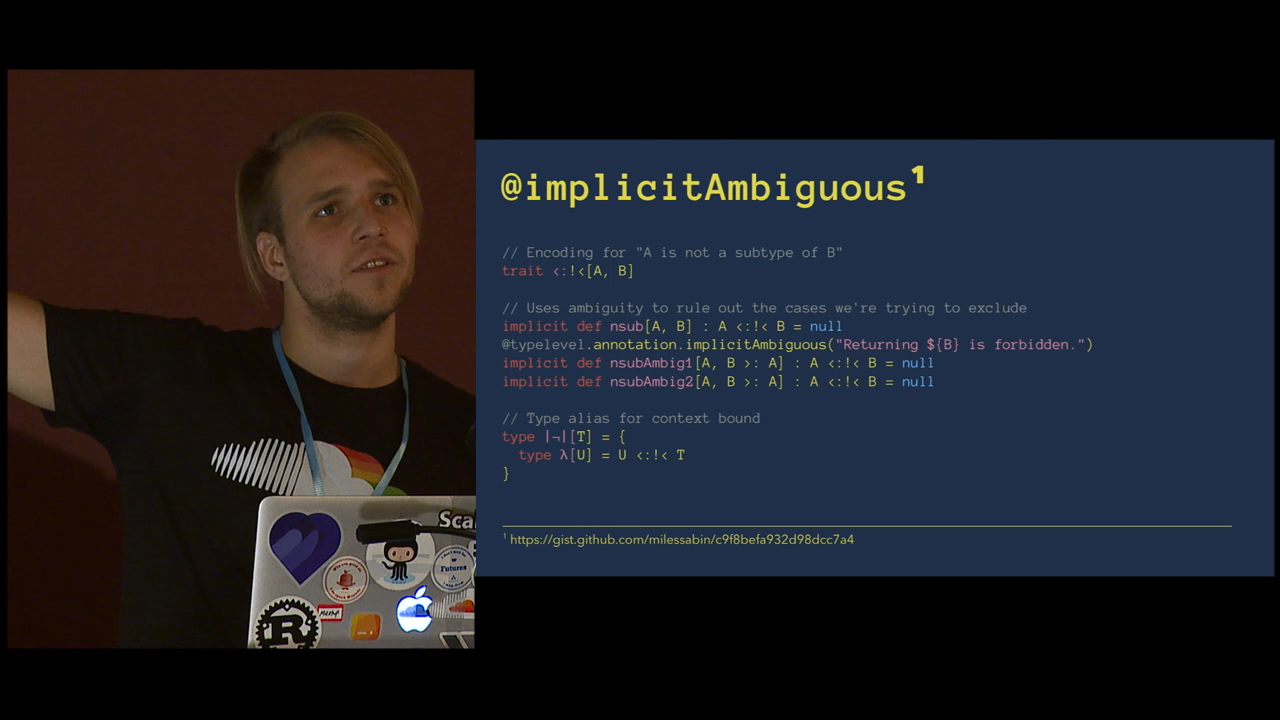 @implicitAmbiguous¹
// Encoding for "A is not a subtype of B"
trait <:!<[A, B]
// Uses ambiguity to rule out the cases we're trying to exclude
implicit def nsub[A, B] : A <:!< B = null
@typelevel.annotation.implicitAmbiguous("Returning ${B} is forbidden.")
implicit def nsubAmbig1[A, B >: A] : A <:!< B = null
implicit def nsubAmbig2[A, B >: A] : A <:!< B = null
// Type alias for context bound
type |¬|[T] = {
  type λ[U] = U <:!< T
}
¹ https://gist.github.com/milessabin/c9f8befa932d98dcc7a4
Scal
Futures
R